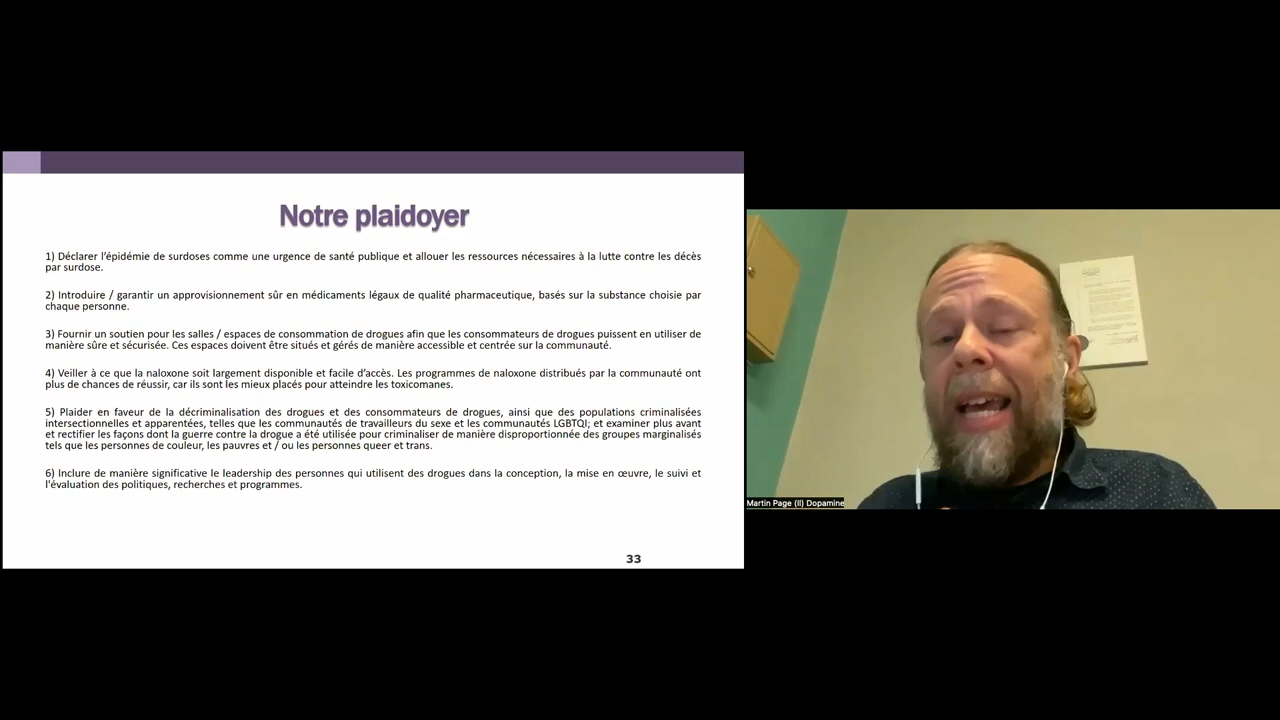 Notre plaidoyer
1) Déclarer l’épidémie de surdoses comme une urgence de santé publique et allouer les ressources nécessaires à la lutte contre les décès
par surdose.
2) Introduire / garantir un approvisionnement sûr en médicaments légaux de qualité pharmaceutique, basés sur la substance choisie par
chaque personne.
3) Fournir un soutien pour les salles / espaces de consommation de drogues afin que les consommateurs de drogues puissent en utiliser de
manière sûre et sécurisée. Ces espaces doivent être situés et gérés de manière accessible et centrée sur la communauté.
4) Veiller à ce que la naloxone soit largement disponible et facile d’accès. Les programmes de naloxone distribués par la communauté ont
plus de chances de réussir, car ils sont les mieux placés pour atteindre les toxicomanes.
5) Plaider en faveur de la décriminalisation des drogues et des consommateurs de drogues, ainsi que des populations criminalisées
intersectionnelles et apparentées, telles que les communautés de travailleurs du sexe et les communautés LGBTQI; et examiner plus avant
et rectifier les façons dont la guerre contre la drogue a été utilisée pour criminaliser de manière disproportionnée des groupes marginalisés
tels que les personnes de couleur, les pauvres et / ou les personnes queer et trans.
6) Inclure de manière significative le leadership des personnes qui utilisent des drogues dans la conception, la mise en œuvre, le suivi et
l'évaluation des politiques, recherches et programmes.
33
Martin Page (Il) Dopamine